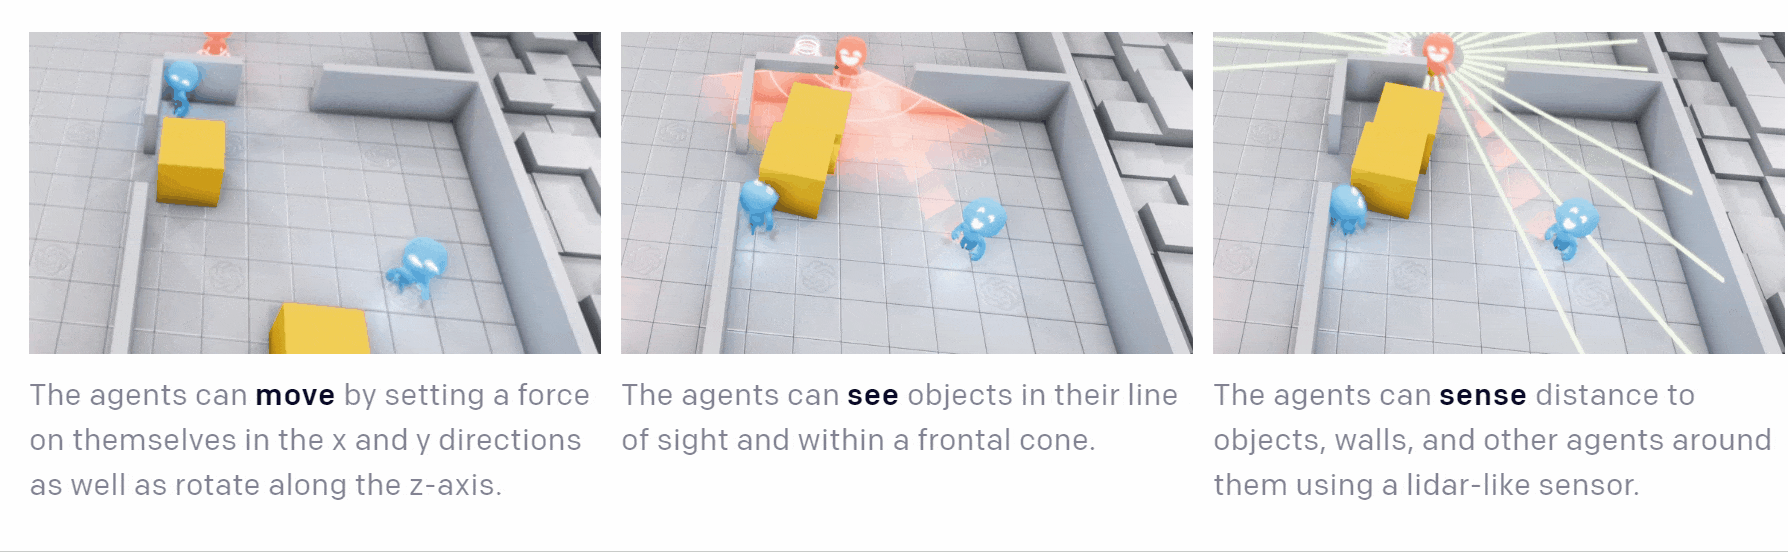 The agents can move by setting a force
on themselves in the x and y directions
as well as rotate along the z-axis.
The agents can see objects in their line
of sight and within a frontal cone.
The agents can sense distance to
objects, walls, and other agents around
them using a lidar-like sensor.